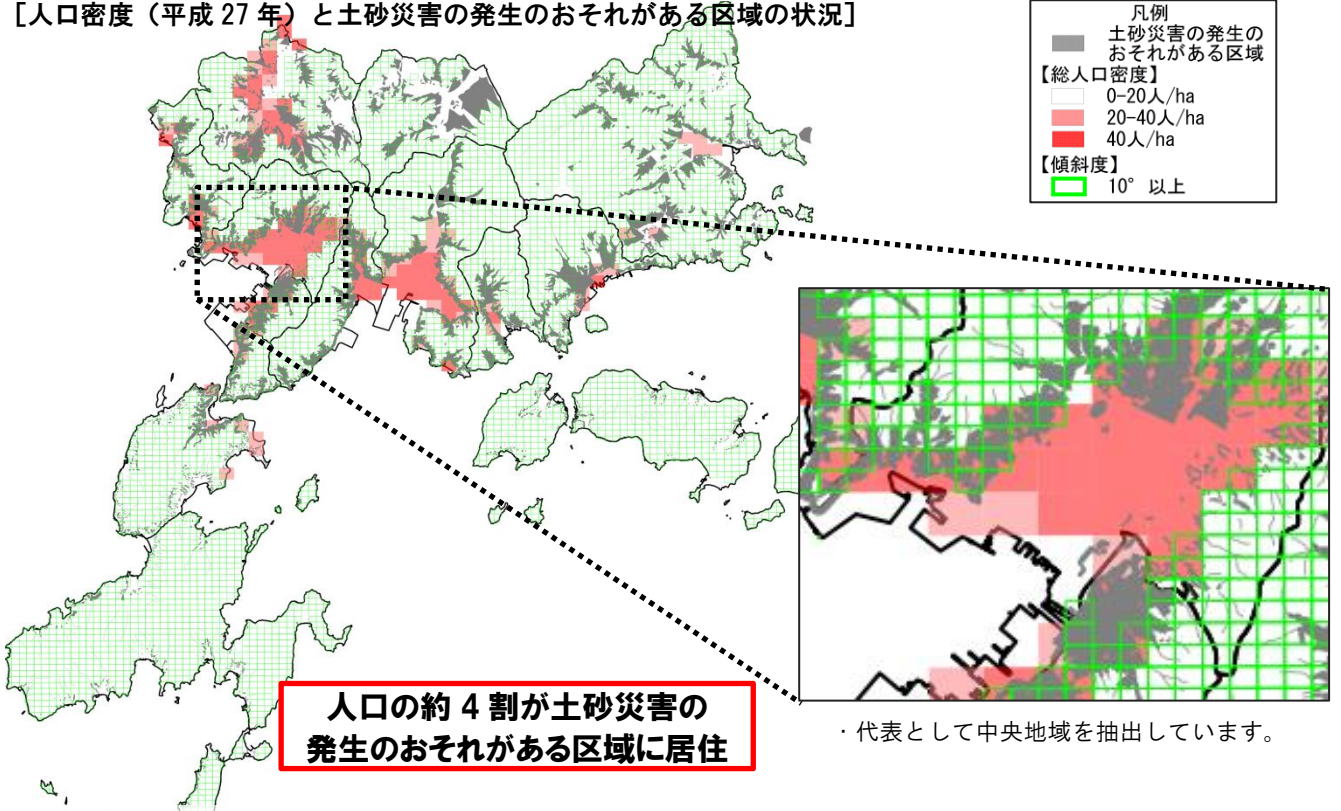 ［人口密度（平成 27 年）と土砂災害の発生のおそれがある区域の状況］
凡例
土砂災害の発生の
おそれがある区域
【総人口密度】
0-20人/ha
20-40人/ha
40人/ha
【傾斜度】
10° 以上
人口の約 4 割が土砂災害の
発生のおそれがある区域に居住
・代表として中央地域を抽出しています。